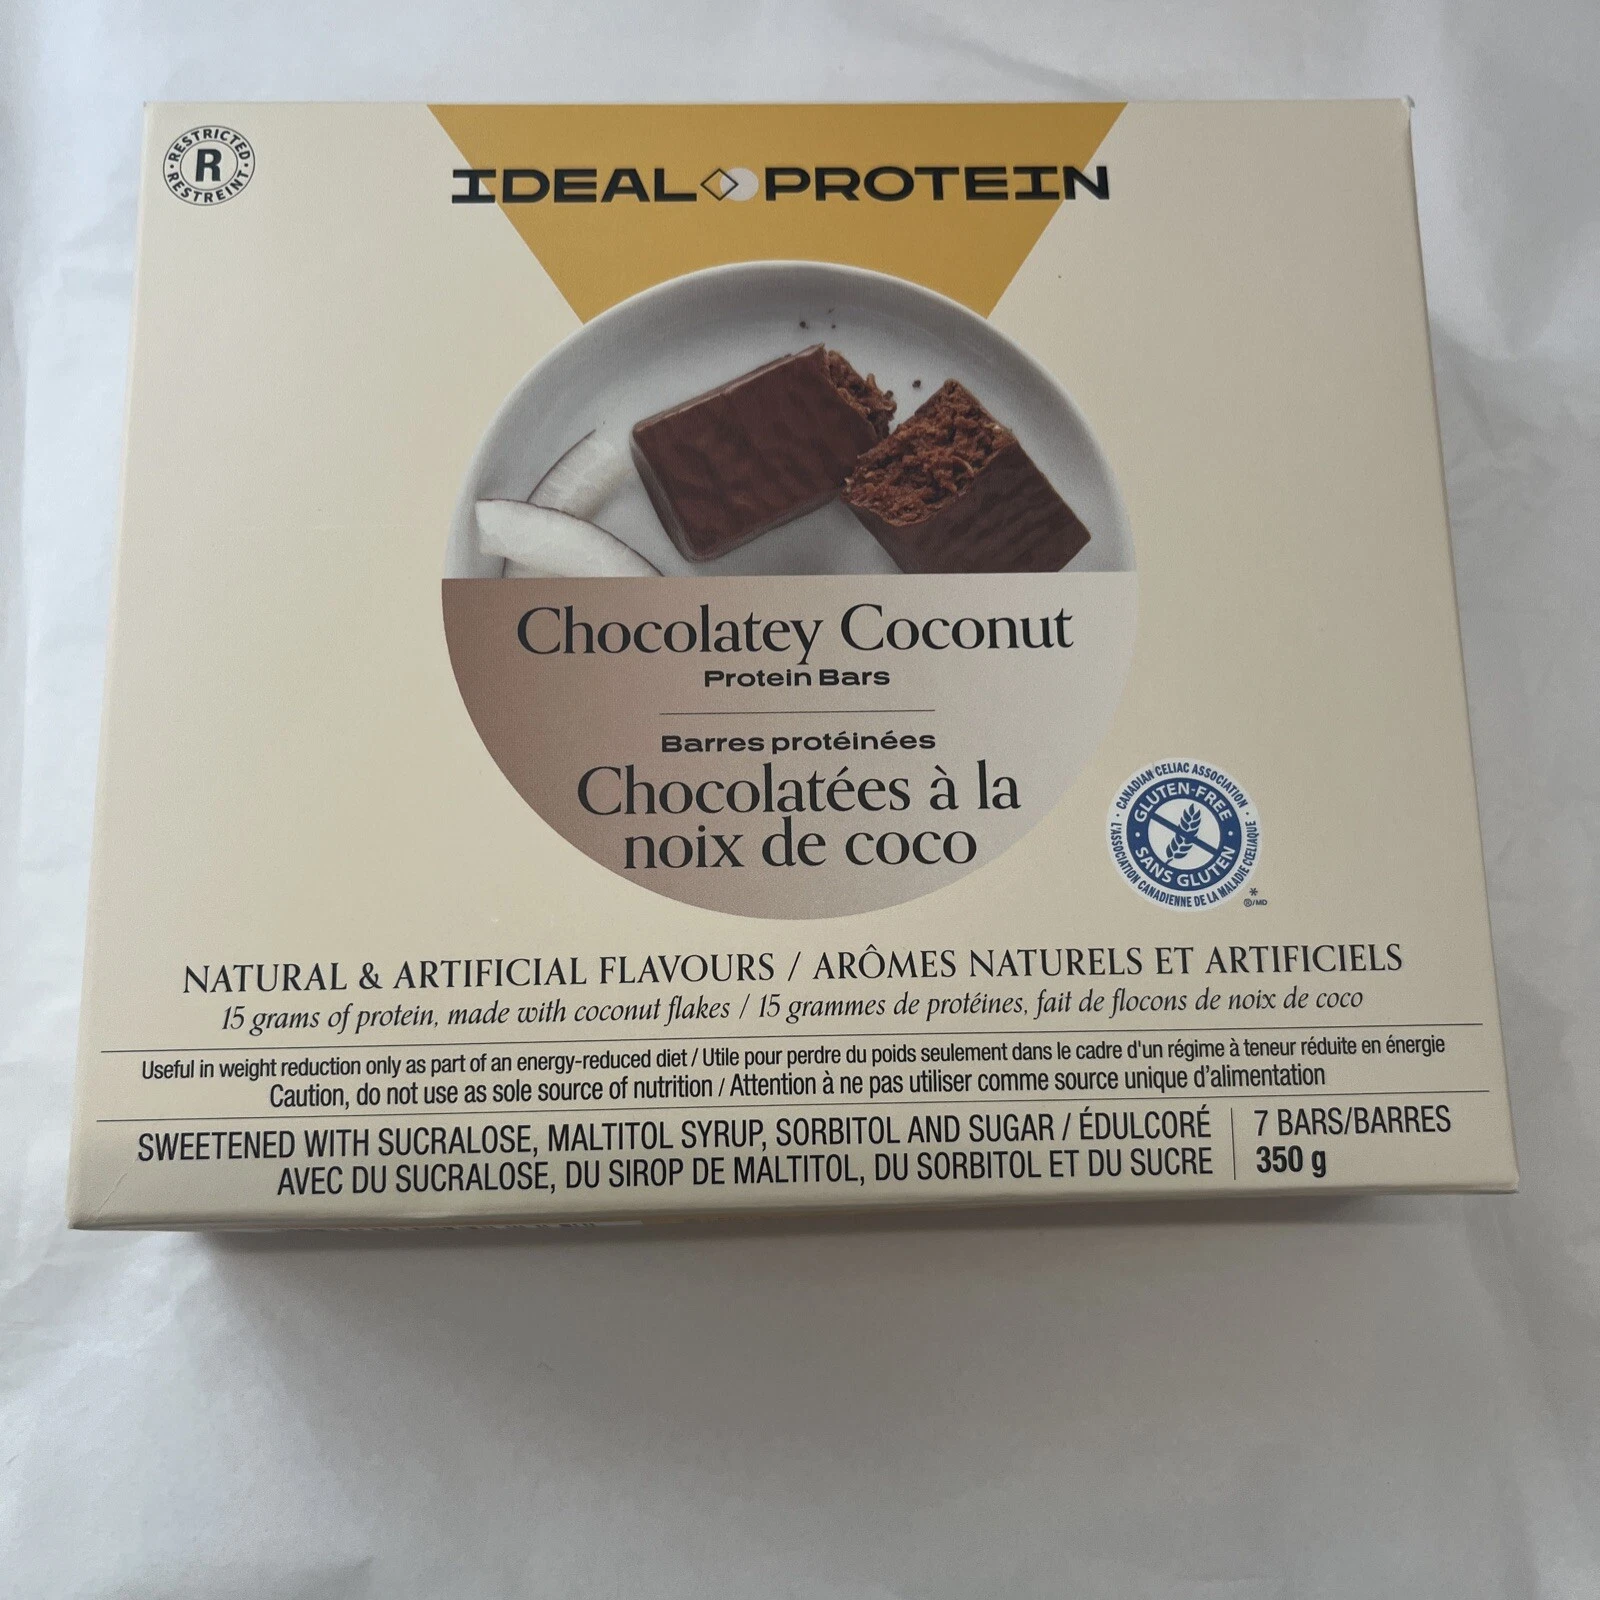 RESTRICTED
R
RESTREINT
IDEAL PROTEIN
Chocolatey Coconut
Protein Bars
Barres protéinées
Chocolatées à la
noix de coco
CANADIAN CELIAC ASSOCIATION
GLUTEN-FREE
SANS GLUTEN
L'ASSOCIATION CANADIENNE DE LA MALADIE CŒLIAQUE
*
®/MD
NATURAL & ARTIFICIAL FLAVOURS / ARÔMES NATURELS ET ARTIFICIELS
15 grams of protein, made with coconut flakes / 15 grammes de protéines, fait de flocons de noix de coco
Useful in weight reduction only as part of an energy-reduced diet / Utile pour perdre du poids seulement dans le cadre d'un régime à teneur réduite en énergie
Caution, do not use as sole source of nutrition / Attention à ne pas utiliser comme source unique d'alimentation
SWEETENED WITH SUCRALOSE, MALTITOL SYRUP, SORBITOL AND SUGAR / ÉDULCORÉ
AVEC DU SUCRALOSE, DU SIROP DE MALTITOL, DU SORBITOL ET DU SUCRE
7 BARS/BARRES
350 g